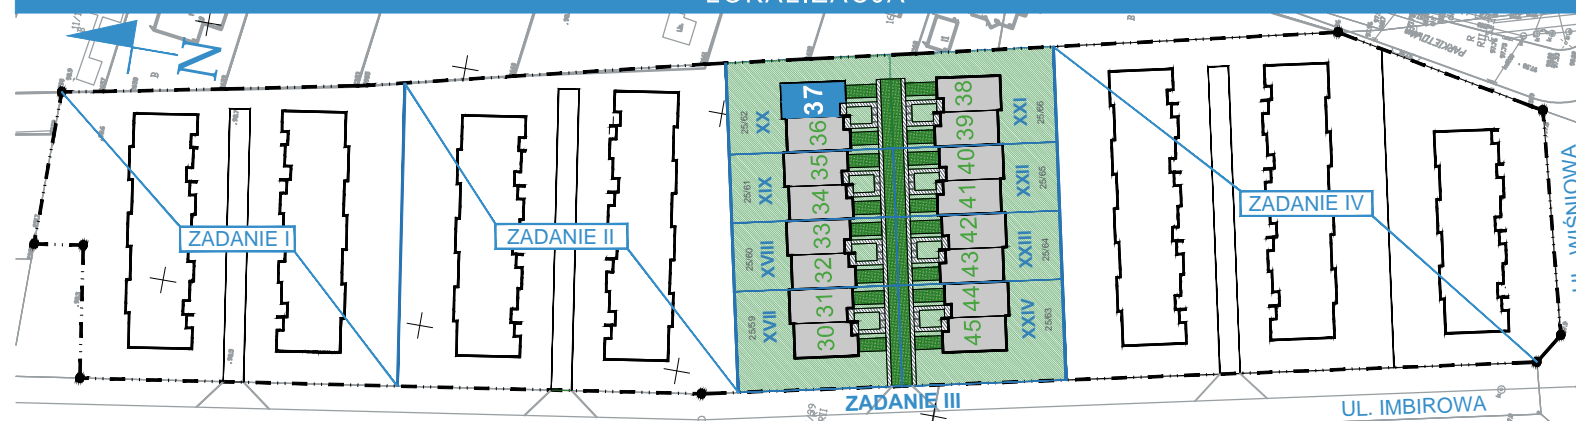 LOKALIZACJA
N
PARKIETOWA
UL. WIŚNIOWA
ZADANIE I
ZADANIE II
ZADANIE IV
25/62
XX
37
36
38
39
XXI
25/66
25/61
XIX
35
34
40
41
XXII
25/65
25/60
XVIII
33
32
42
43
XXIII
25/64
25/59
XVII
31
30
44
45
XXIV
25/63
ZADANIE III
UL. IMBIROWA